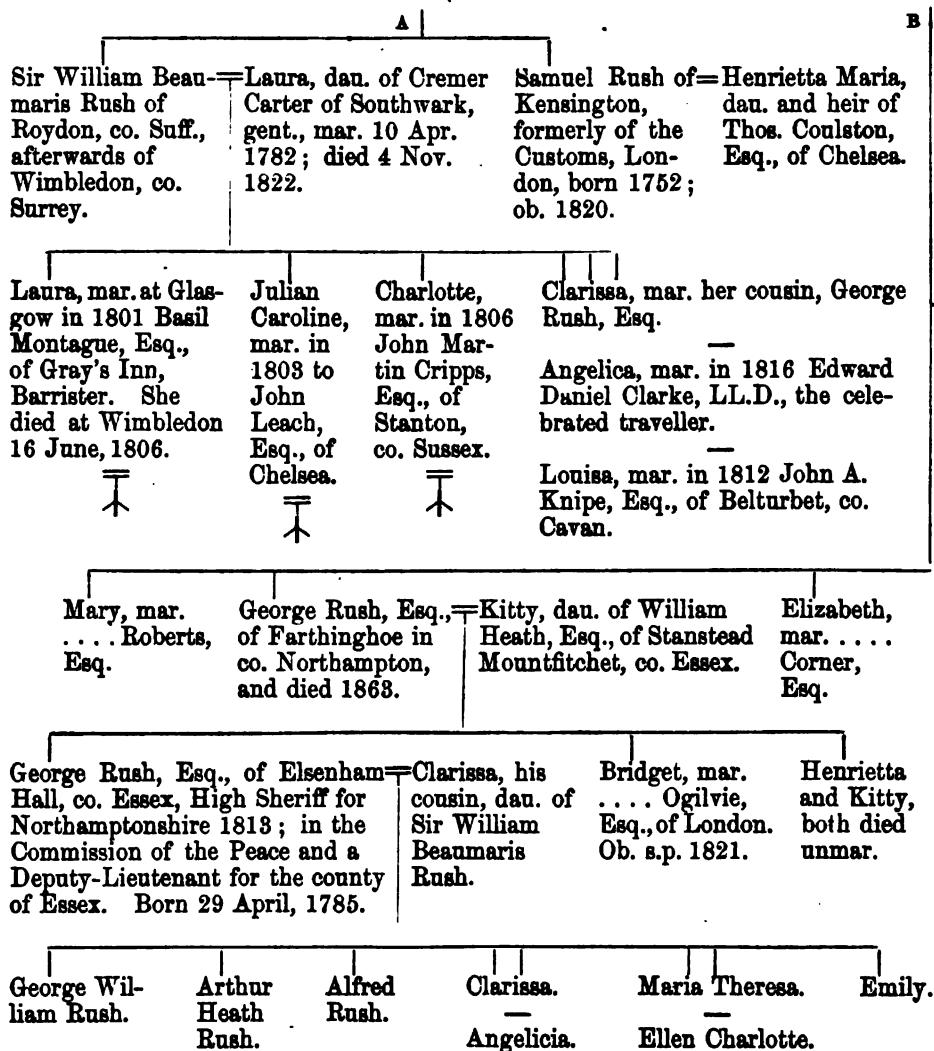 A
B
Sir William Beau-
maris Rush of
Roydon, co. Suff.,
afterwards of
Wimbledon, co.
Surrey.
Laura, dau. of Cremer
Carter of Southwark,
gent., mar. 10 Apr.
1782; died 4 Nov.
1822.
Samuel Rush of
Kensington,
formerly of the
Customs, Lon-
don, born 1752;
ob. 1820.
Henrietta Maria,
dau. and heir of
Thos. Coulston,
Esq., of Chelsea.
Laura, mar. at Glas-
gow in 1801 Basil
Montague, Esq.,
of Gray's Inn,
Barrister. She
died at Wimbledon
16 June, 1806.
Julian
Caroline,
mar. in
1803 to
John
Leach,
Esq., of
Chelsea.
Charlotte,
mar. in 1806
John Mar-
tin Cripps,
Esq., of
Stanton,
co. Sussex.
Clarissa, mar. her cousin, George
Rush, Esq.
Angelica, mar. in 1816 Edward
Daniel Clarke, LL.D., the cele-
brated traveller.
Louisa, mar. in 1812 John A.
Knipe, Esq., of Belturbet, co.
Cavan.
Mary, mar.
.... Roberts,
Esq.
George Rush, Esq.,
of Farthinghoe in
co. Northampton,
and died 1863.
Kitty, dau. of William
Heath, Esq., of Stanstead
Mountfitchet, co. Essex.
Elizabeth,
mar. ....
Corner,
Esq.
George Rush, Esq., of Elsenham
Hall, co. Essex, High Sheriff for
Northamptonshire 1813; in the
Commission of the Peace and a
Deputy-Lieutenant for the county
of Essex. Born 29 April, 1785.
Clarissa, his
cousin, dau. of
Sir William
Beaumaris
Rush.
Bridget, mar.
.... Ogilvie,
Esq., of London.
Ob. s.p. 1821.
Henrietta
and Kitty,
both died
unmar.
George Wil-
liam Rush.
Arthur
Heath
Rush.
Alfred
Rush.
Clarissa.
Angelicia.
Maria Theresa.
Ellen Charlotte.
Emily.